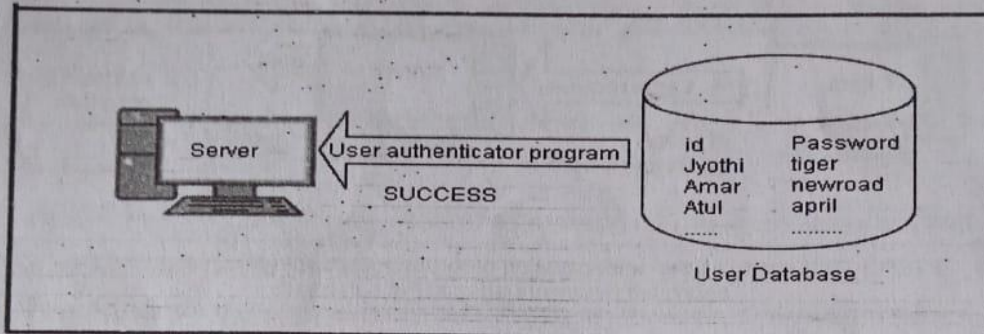 Server
User authenticator program
SUCCESS
id Password
Jyothi tiger
Amar newroad
Atul april
..........
User Database